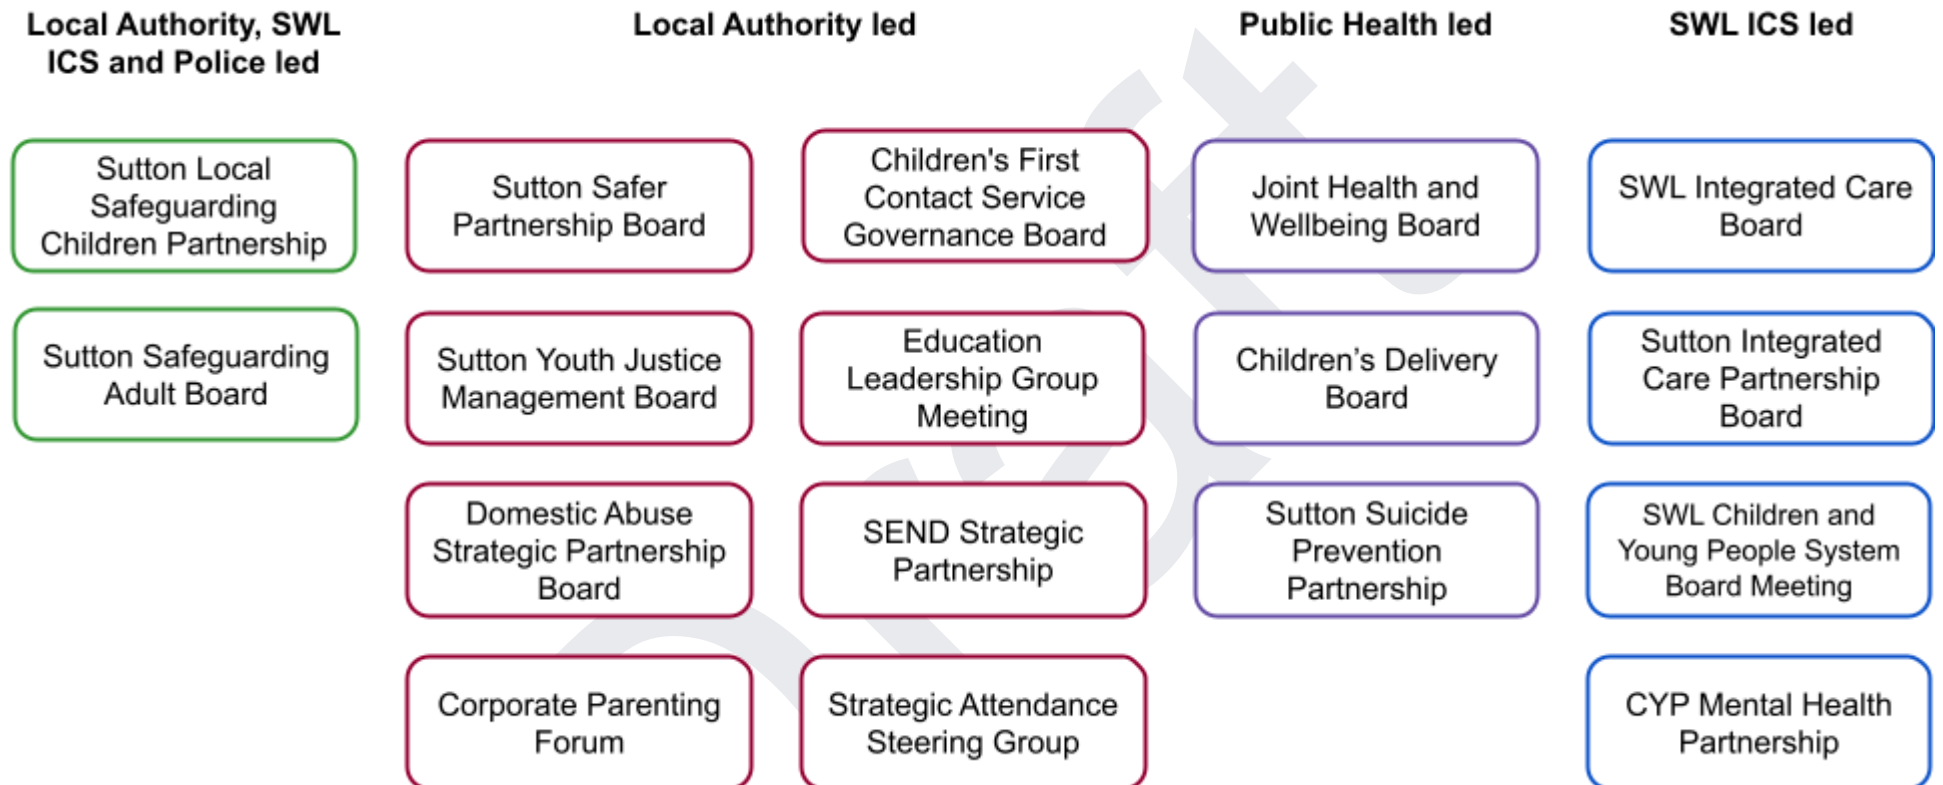 Local Authority, SWL
ICS and Police led
Local Authority led
Public Health led
SWL ICS led
Sutton Local
Safeguarding
Children Partnership
Sutton Safeguarding
Adult Board
Sutton Safer
Partnership Board
Children's First
Contact Service
Governance Board
Sutton Youth Justice
Management Board
Education
Leadership Group
Meeting
Domestic Abuse
Strategic Partnership
Board
SEND Strategic
Partnership
Corporate Parenting
Forum
Strategic Attendance
Steering Group
Joint Health and
Wellbeing Board
Children’s Delivery
Board
Sutton Suicide
Prevention
Partnership
SWL Integrated Care
Board
Sutton Integrated
Care Partnership
Board
SWL Children and
Young People System
Board Meeting
CYP Mental Health
Partnership
Draft